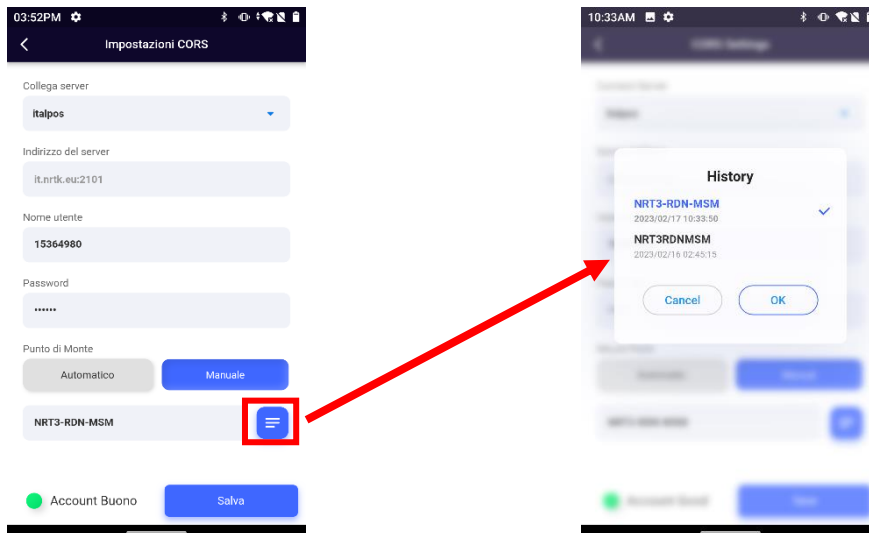 03:52PM
Impostazioni CORS
Collega server
italpos
Indirizzo del server
it.nrtk.eu:2101
Nome utente
15364980
Password
••••••
Punto di Monte
Automatico Manuale
NRT3-RDN-MSM
Account Buono Salva
10:33AM
CORS Settings
History
NRT3-RDN-MSM
2023/02/17 10:33:50
NRT3RDNMSM
2023/02/16 02:45:15
Cancel OK
Account Good